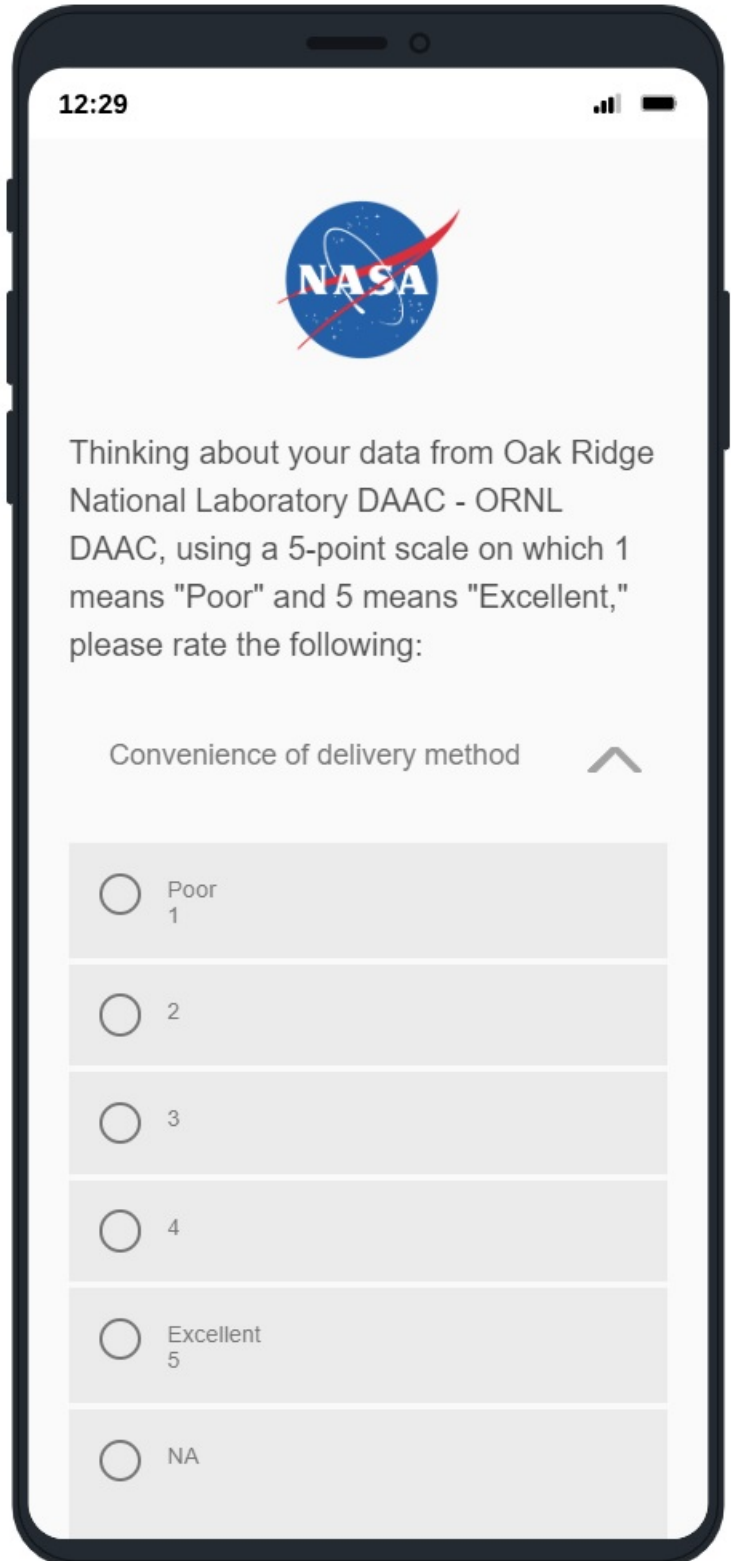 12:29
NASA
Thinking about your data from Oak Ridge
National Laboratory DAAC - ORNL
DAAC, using a 5-point scale on which 1
means "Poor" and 5 means "Excellent,"
please rate the following:
Convenience of delivery method
Poor
1
2
3
4
Excellent
5
NA